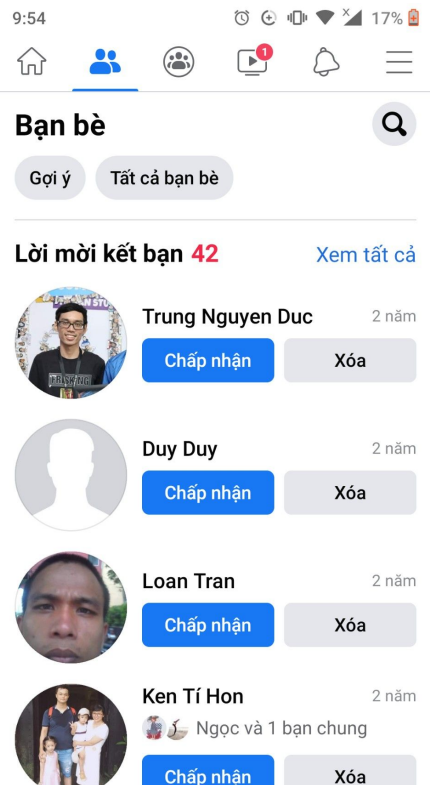 9:54
17%
1
Bạn bè
Gợi ý
Tất cả bạn bè
Lời mời kết bạn 42
Xem tất cả
Trung Nguyen Duc
2 năm
Chấp nhận
Xóa
Duy Duy
2 năm
Chấp nhận
Xóa
Loan Tran
2 năm
Chấp nhận
Xóa
Ken Tí Hon
2 năm
Ngọc và 1 bạn chung
Chấp nhận
Xóa